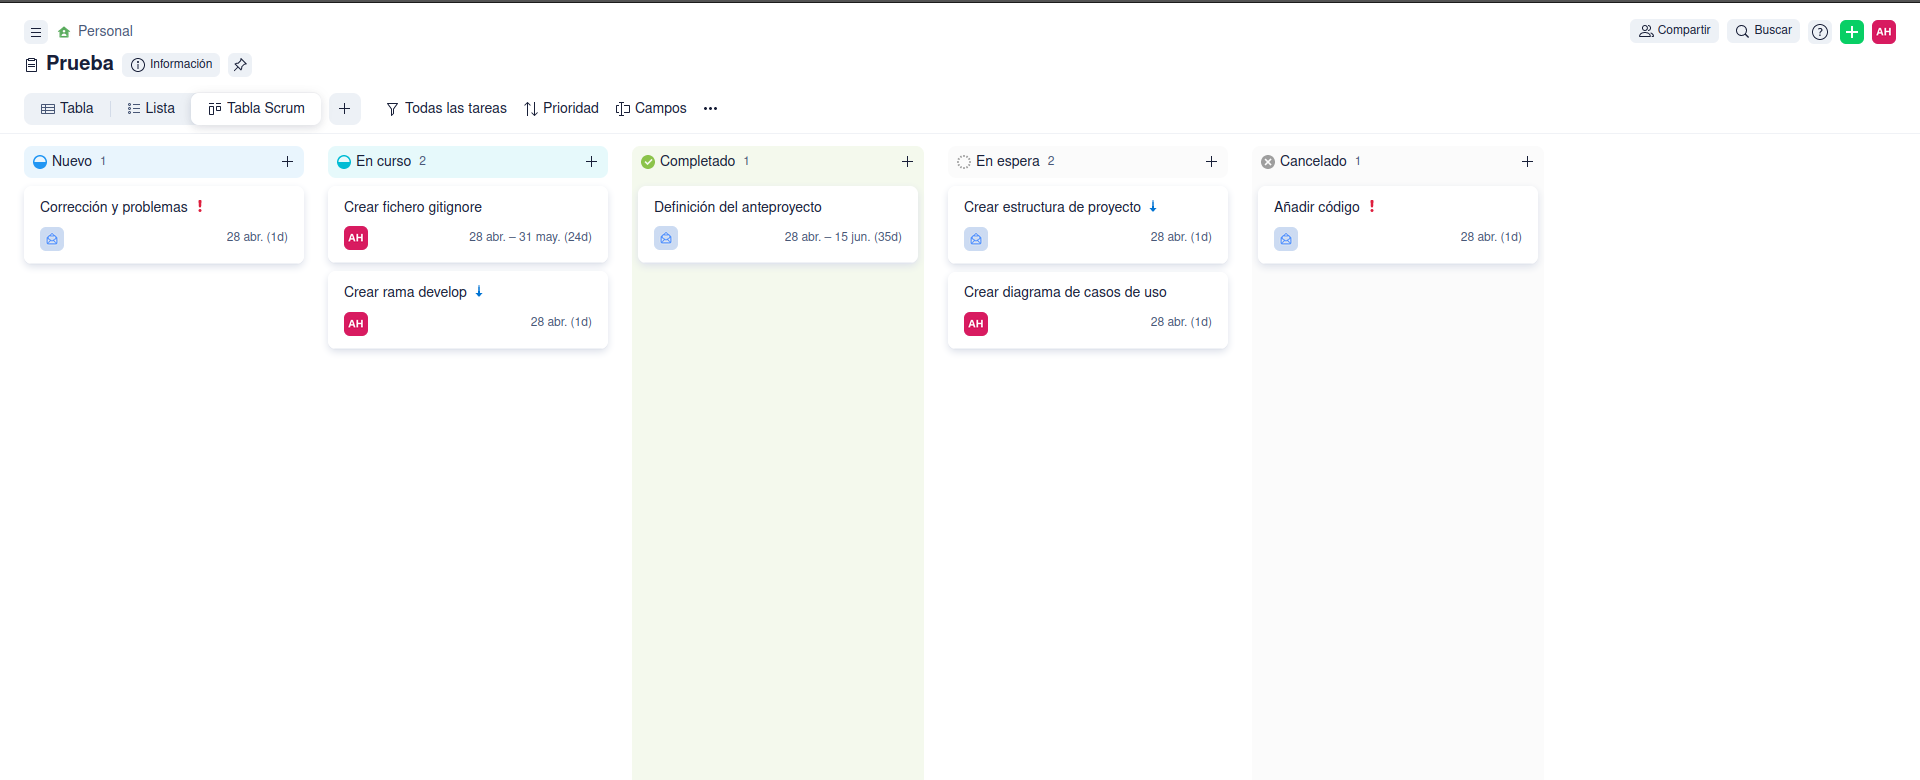 Personal
Compartir
Buscar
?
AH
Prueba
Información
Tabla
Lista
Tabla Scrum
Todas las tareas
Prioridad
Campos
Nuevo 1
En curso 2
Completado 1
En espera 2
Cancelado 1
Corrección y problemas !
28 abr. (1d)
Crear fichero gitignore
AH
28 abr. – 31 may. (24d)
Crear rama develop
AH
28 abr. (1d)
Definición del anteproyecto
28 abr. – 15 jun. (35d)
Crear estructura de proyecto
28 abr. (1d)
Crear diagrama de casos de uso
AH
28 abr. (1d)
Añadir código !
28 abr. (1d)